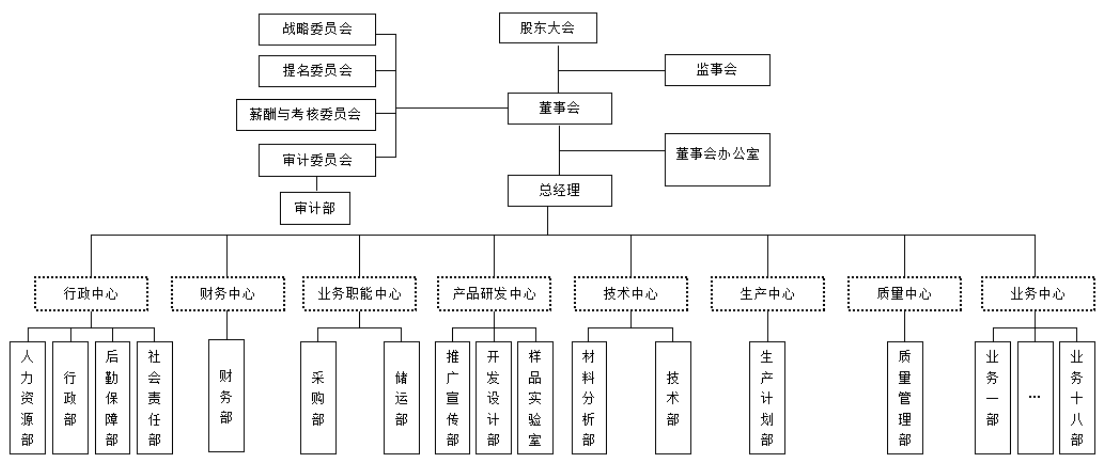 战略委员会
股东大会
提名委员会
监事会
薪酬与考核委员会
董事会
审计委员会
董事会办公室
总经理
审计部
行政中心
财务中心
业务职能中心
产品研发中心
技术中心
生产中心
质量中心
业务中心
人力资源部
行政部
后勤保障部
社会责任部
财务部
采购部
储运部
推广宣传部
开发设计部
样品实验室
材料分析部
技术部
生产计划部
质量管理部
业务一部
…
业务十八部